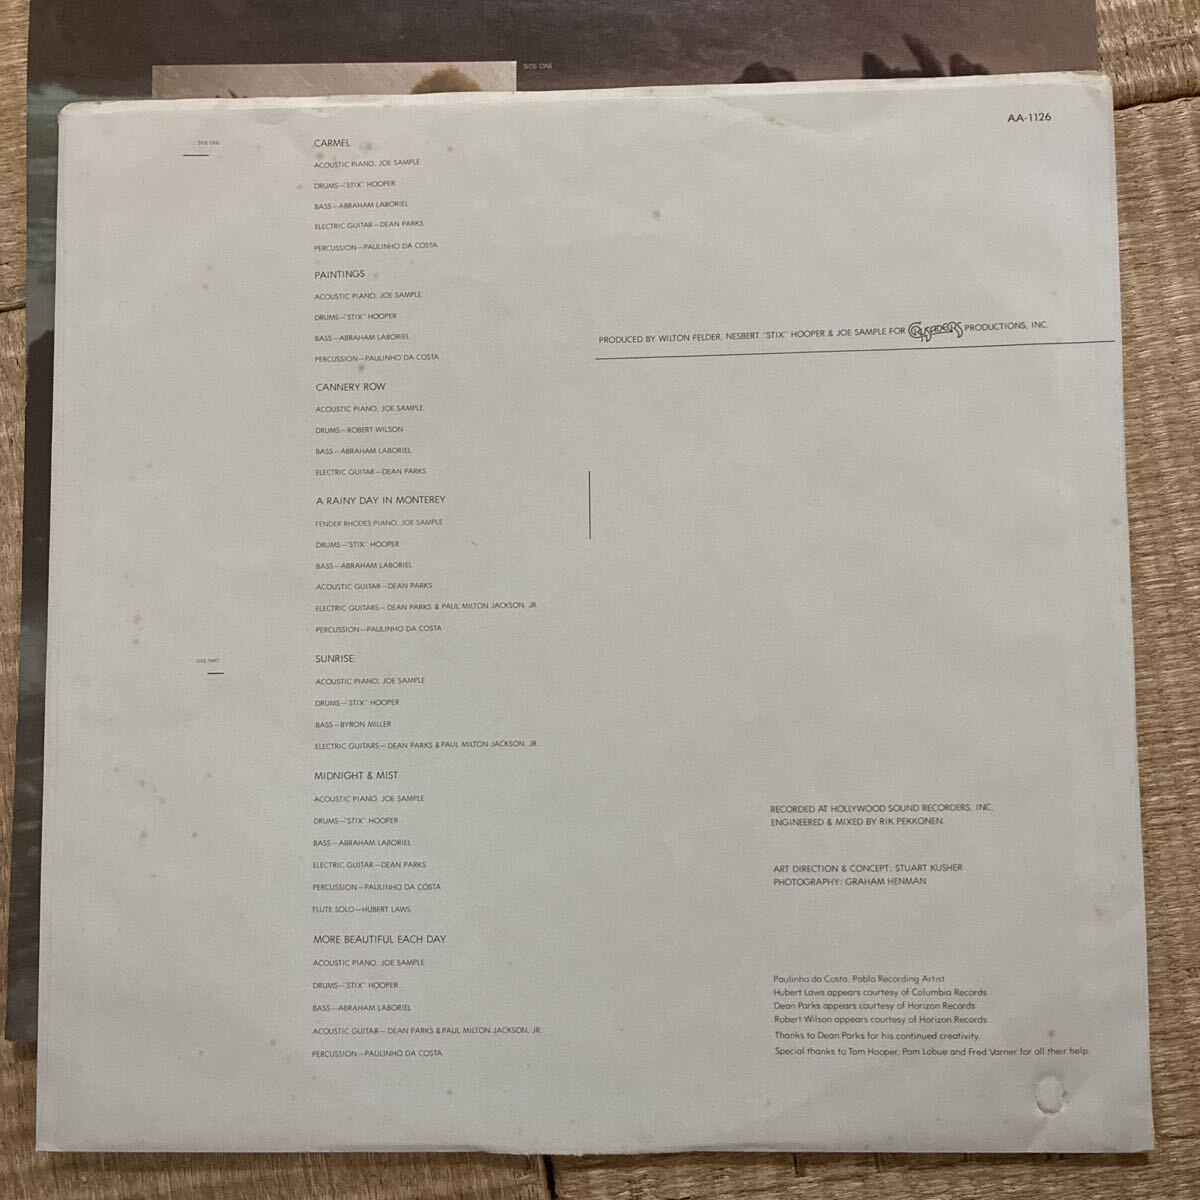 SIDE ONE
AA-1126
SIDE ONE
CARMEL
ACOUSTIC PIANO, JOE SAMPLE
DRUMS—"STIX" HOOPER
BASS—ABRAHAM LABORIEL
ELECTRIC GUITAR—DEAN PARKS
PERCUSSION—PAULINHO DA COSTA
PAINTINGS
ACOUSTIC PIANO, JOE SAMPLE
DRUMS—"STIX" HOOPER
BASS—ABRAHAM LABORIEL
PERCUSSION—PAULINHO DA COSTA
CANNERY ROW
ACOUSTIC PIANO, JOE SAMPLE
DRUMS—ROBERT WILSON
BASS—ABRAHAM LABORIEL
ELECTRIC GUITAR—DEAN PARKS
A RAINY DAY IN MONTEREY
FENDER RHODES PIANO, JOE SAMPLE
DRUMS—"STIX" HOOPER
BASS—ABRAHAM LABORIEL
ACOUSTIC GUITAR—DEAN PARKS
ELECTRIC GUITARS—DEAN PARKS & PAUL MILTON JACKSON, JR.
PERCUSSION—PAULINHO DA COSTA
SIDE TWO
SUNRISE
ACOUSTIC PIANO, JOE SAMPLE
DRUMS—"STIX" HOOPER
BASS—BYRON MILLER
ELECTRIC GUITARS—DEAN PARKS & PAUL MILTON JACKSON, JR.
MIDNIGHT & MIST
ACOUSTIC PIANO, JOE SAMPLE
DRUMS—"STIX" HOOPER
BASS—ABRAHAM LABORIEL
ELECTRIC GUITAR—DEAN PARKS
PERCUSSION—PAULINHO DA COSTA
FLUTE SOLO—HUBERT LAWS
MORE BEAUTIFUL EACH DAY
ACOUSTIC PIANO, JOE SAMPLE
DRUMS—"STIX" HOOPER
BASS—ABRAHAM LABORIEL
ACOUSTIC GUITAR—DEAN PARKS & PAUL MILTON JACKSON, JR.
PERCUSSION—PAULINHO DA COSTA
PRODUCED BY WILTON FELDER, NESBERT "STIX" HOOPER & JOE SAMPLE FOR CRUSADERS PRODUCTIONS, INC.
RECORDED AT HOLLYWOOD SOUND RECORDERS, INC.
ENGINEERED & MIXED BY RIK PEKKONEN.
ART DIRECTION & CONCEPT: STUART KUSHER
PHOTOGRAPHY: GRAHAM HENMAN
Paulinho da Costa, Pablo Recording Artist
Hubert Laws appears courtesy of Columbia Records
Dean Parks appears courtesy of Horizon Records
Robert Wilson appears courtesy of Horizon Records
Thanks to Dean Parks for his continued creativity.
Special thanks to Tom Hooper, Pam Lobue and Fred Varner for all their help.